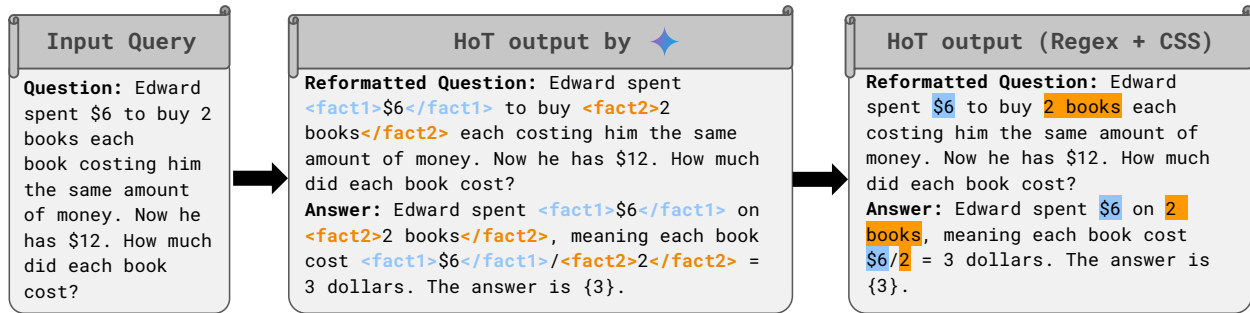 Input Query
Question: Edward
spent $6 to buy 2
books each
book costing him
the same amount
of money. Now he
has $12. How much
did each book
cost?
HoT output by
Reformatted Question: Edward spent
<fact1>$6</fact1> to buy <fact2>2
books</fact2> each costing him the same
amount of money. Now he has $12. How much
did each book cost?
Answer: Edward spent <fact1>$6</fact1> on
<fact2>2 books</fact2>, meaning each book
cost <fact1>$6</fact1>/<fact2>2</fact2> =
3 dollars. The answer is {3}.
HoT output (Regex + CSS)
Reformatted Question: Edward
spent $6 to buy 2 books each
costing him the same amount of
money. Now he has $12. How much
did each book cost?
Answer: Edward spent $6 on 2
books, meaning each book cost
$6/2 = 3 dollars. The answer is
{3}.